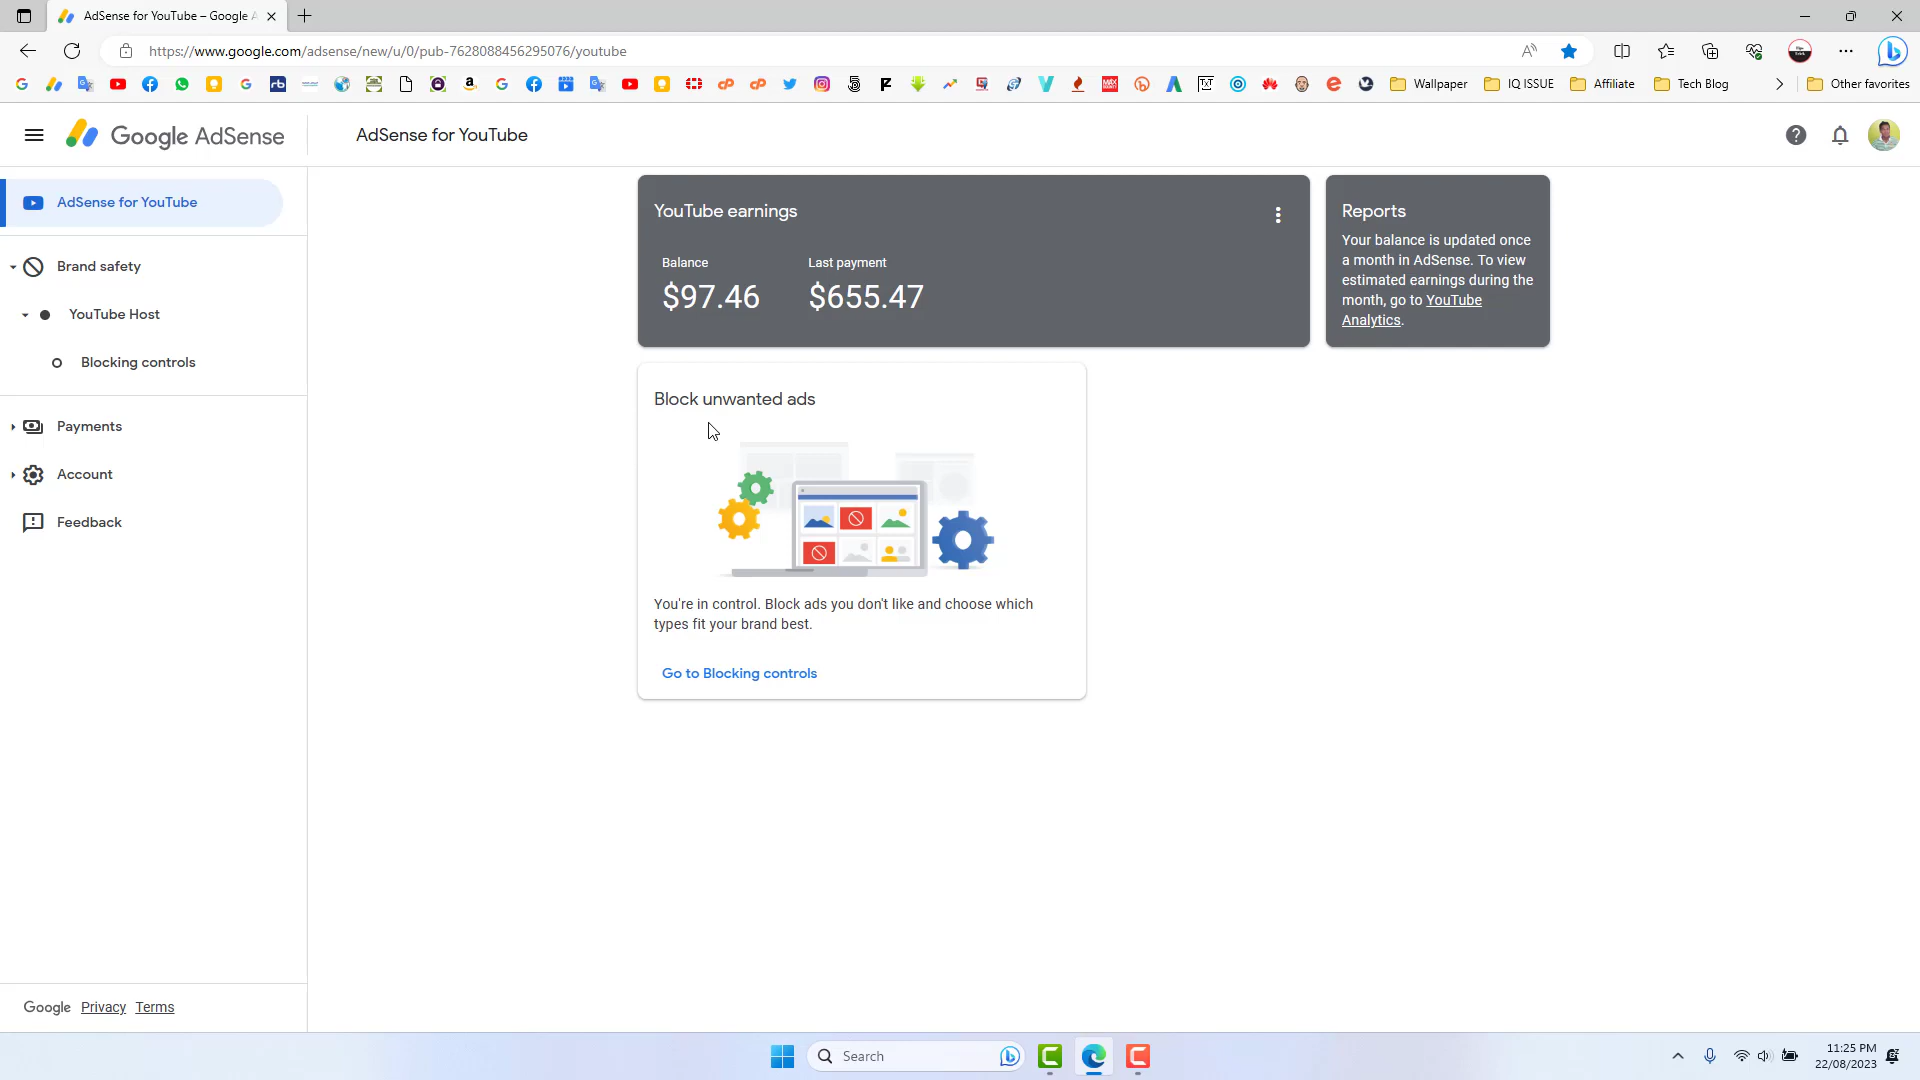 AdSense for YouTube – Google A
https://www.google.com/adsense/new/u/0/pub-7628088456295076/youtube
Wallpaper
IQ ISSUE
Affiliate
Tech Blog
Other favorites
Google AdSense
AdSense for YouTube
AdSense for YouTube
Brand safety
YouTube Host
Blocking controls
Payments
Account
Feedback
YouTube earnings
Balance
Last payment
$97.46
$655.47
Reports
Your balance is updated once
a month in AdSense. To view
estimated earnings during the
month, go to YouTube
Analytics.
Block unwanted ads
You're in control. Block ads you don't like and choose which
types fit your brand best.
Go to Blocking controls
Google Privacy Terms
Search
11:25 PM
22/08/2023